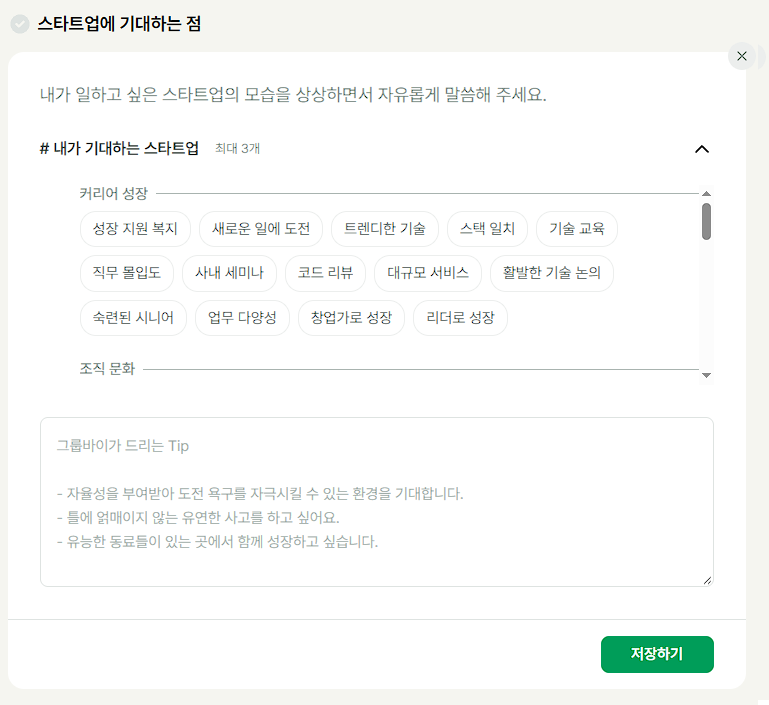 스타트업에 기대하는 점
내가 일하고 싶은 스타트업의 모습을 상상하면서 자유롭게 말씀해 주세요.
# 내가 기대하는 스타트업 최대 3개
커리어 성장
성장 지원 복지 새로운 일에 도전 트렌디한 기술 스택 일치 기술 교육
직무 몰입도 사내 세미나 코드 리뷰 대규모 서비스 활발한 기술 논의
숙련된 시니어 업무 다양성 창업가로 성장 리더로 성장
조직 문화
그룹바이가 드리는 Tip
- 자율성을 부여받아 도전 욕구를 자극시킬 수 있는 환경을 기대합니다.
- 틀에 얽매이지 않는 유연한 사고를 하고 싶어요.
- 유능한 동료들이 있는 곳에서 함께 성장하고 싶습니다.
저장하기